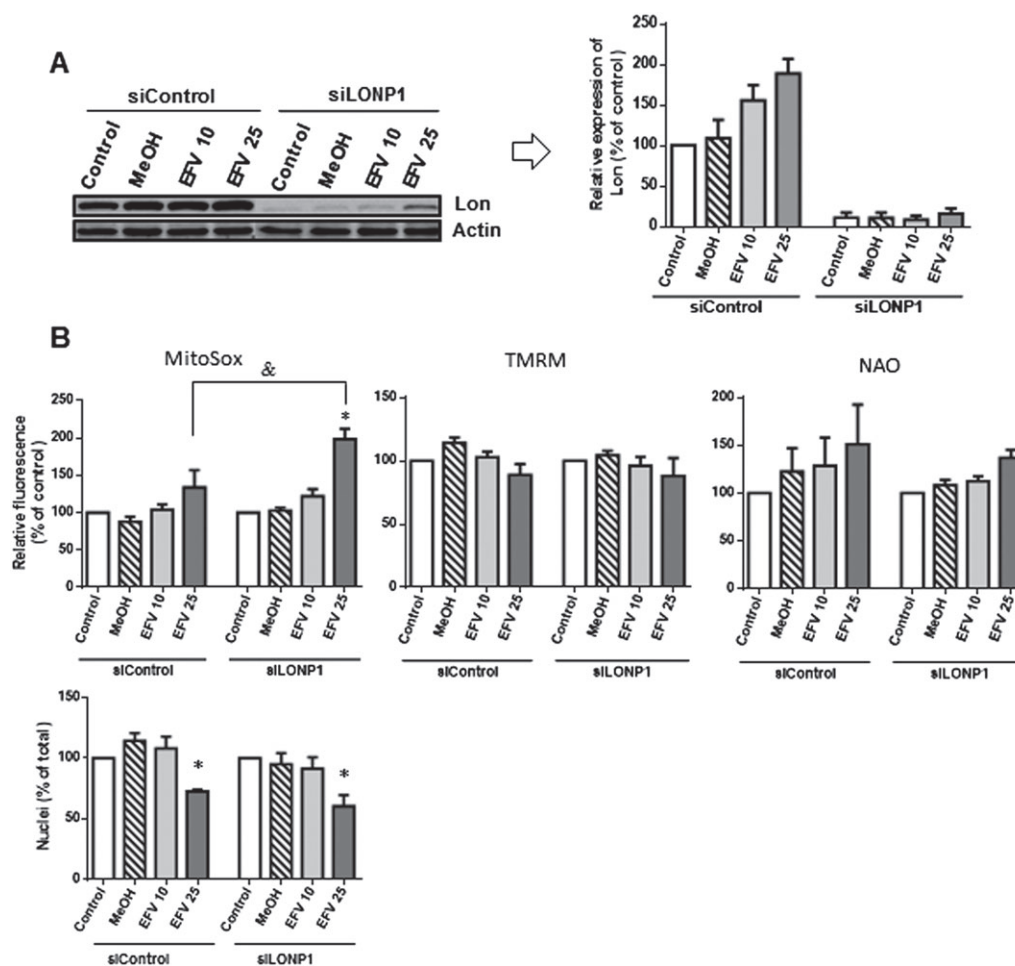 A
siControl
siLONP1
Control
MeOH
EFV 10
EFV 25
Control
MeOH
EFV 10
EFV 25
Lon
Actin
Relative expression of
Lon (% of control)
250
200
150
100
50
0
Control
MeOH
EFV 10
EFV 25
Control
MeOH
EFV 10
EFV 25
siControl
siLONP1
B
MitoSox
&
*
Relative fluorescence
(% of control)
250
200
150
100
50
0
Control
MeOH
EFV 10
EFV 25
Control
MeOH
EFV 10
EFV 25
siControl
siLONP1
TMRM
150
100
50
0
Control
MeOH
EFV 10
EFV 25
Control
MeOH
EFV 10
EFV 25
siControl
siLONP1
NAO
200
150
100
50
0
Control
MeOH
EFV 10
EFV 25
Control
MeOH
EFV 10
EFV 25
siControl
siLONP1
Nuclei (% of total)
150
100
50
0
*
*
Control
MeOH
EFV 10
EFV 25
Control
MeOH
EFV 10
EFV 25
siControl
siLONP1